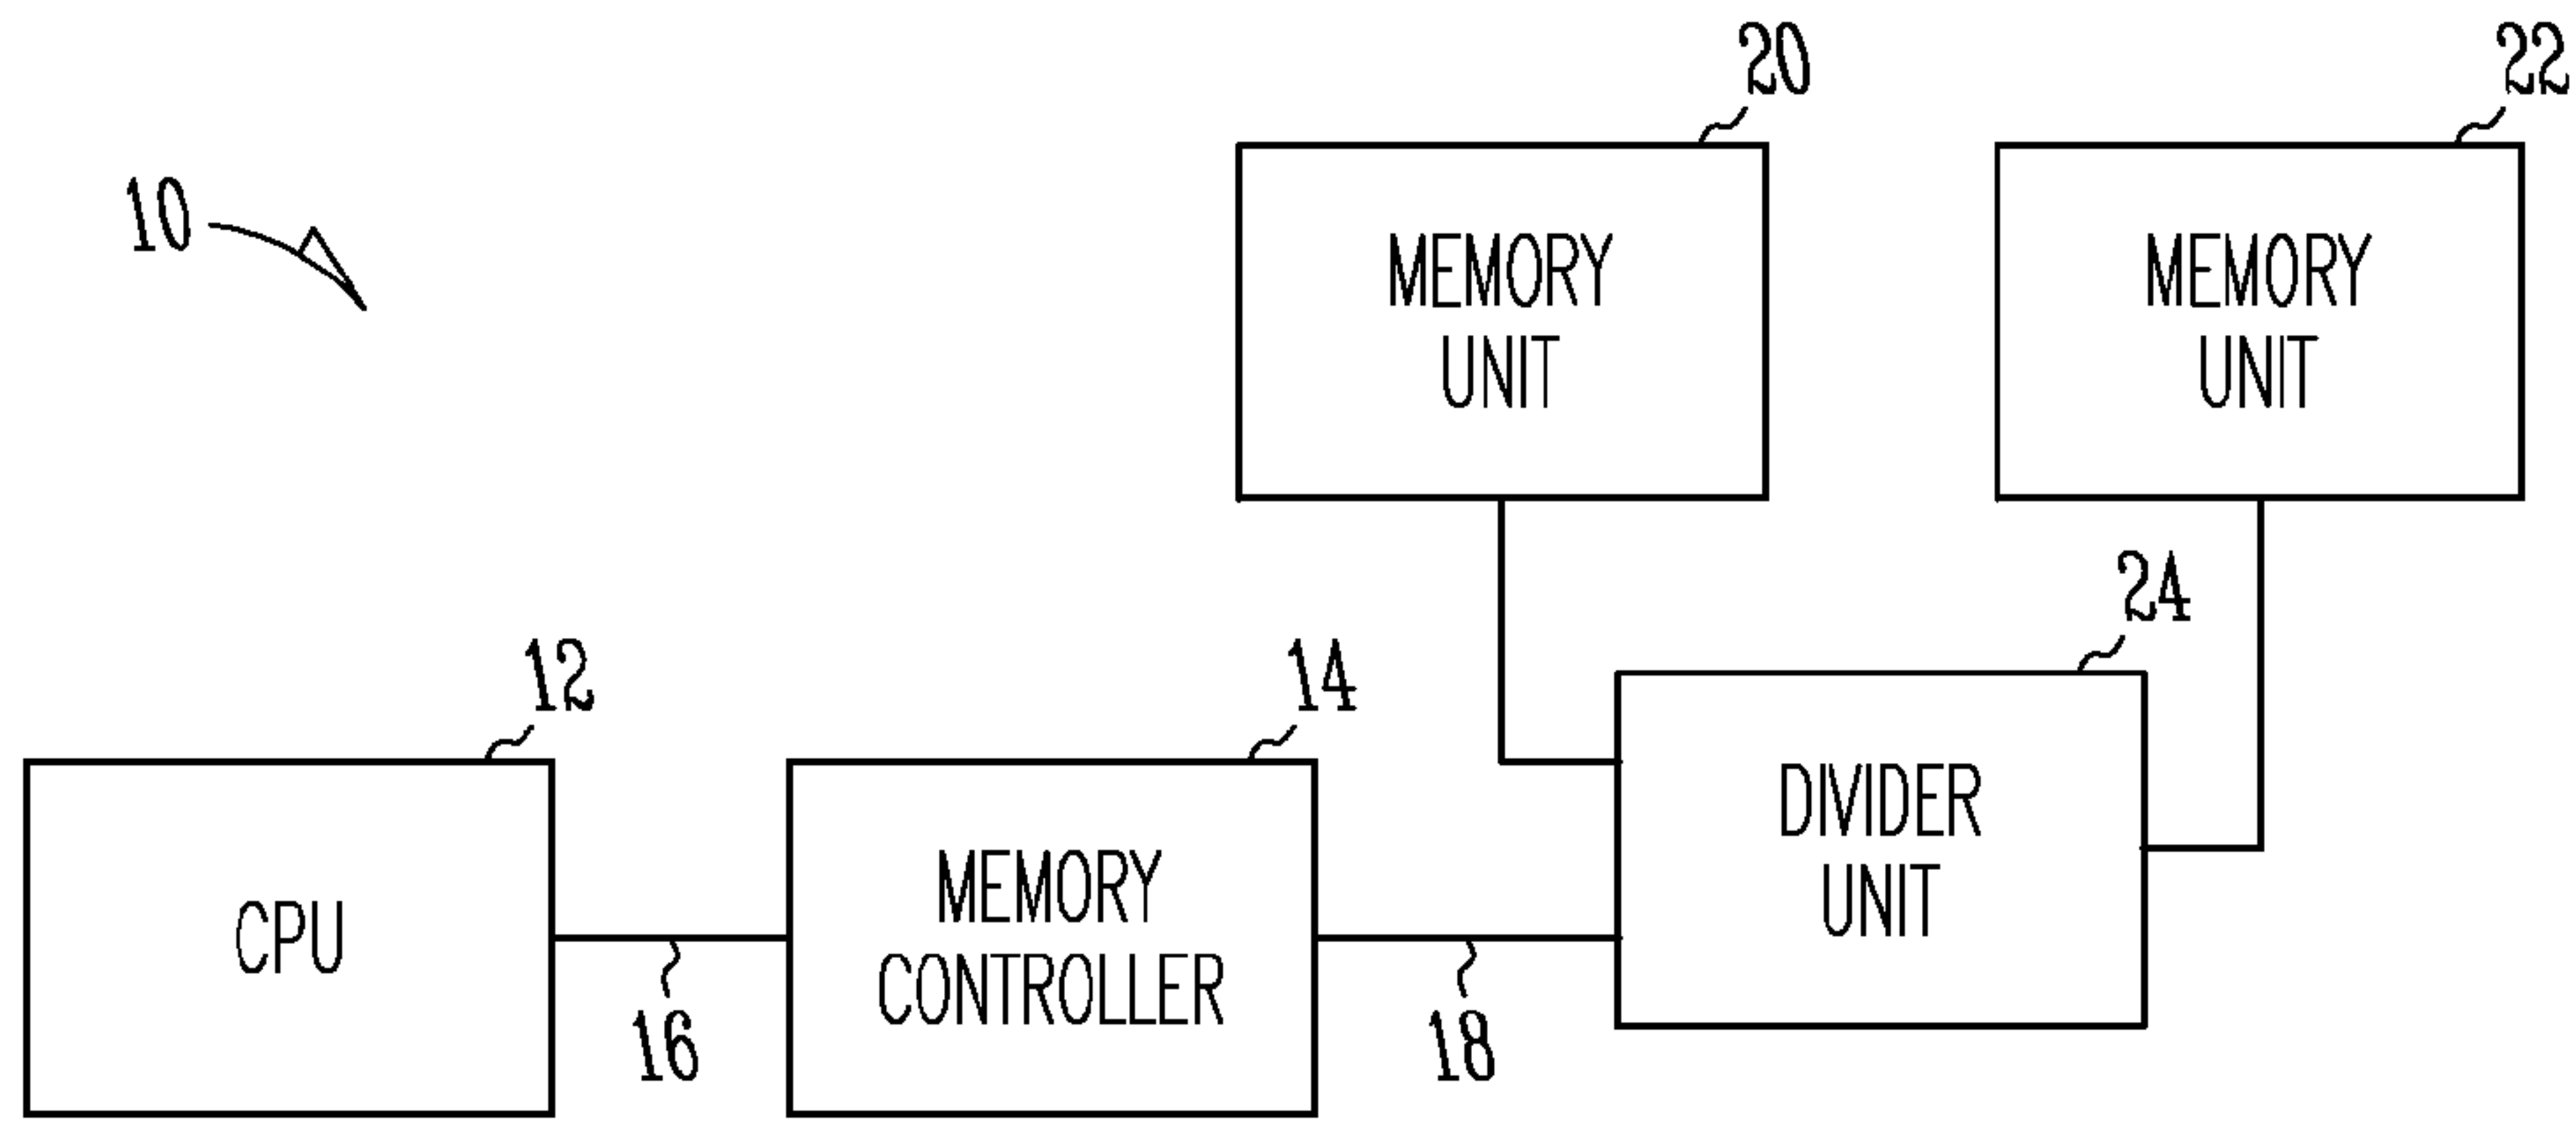 20
22
10
MEMORY
UNIT
MEMORY
UNIT
24
12
14
DIVIDER
UNIT
CPU
MEMORY
CONTROLLER
16
18